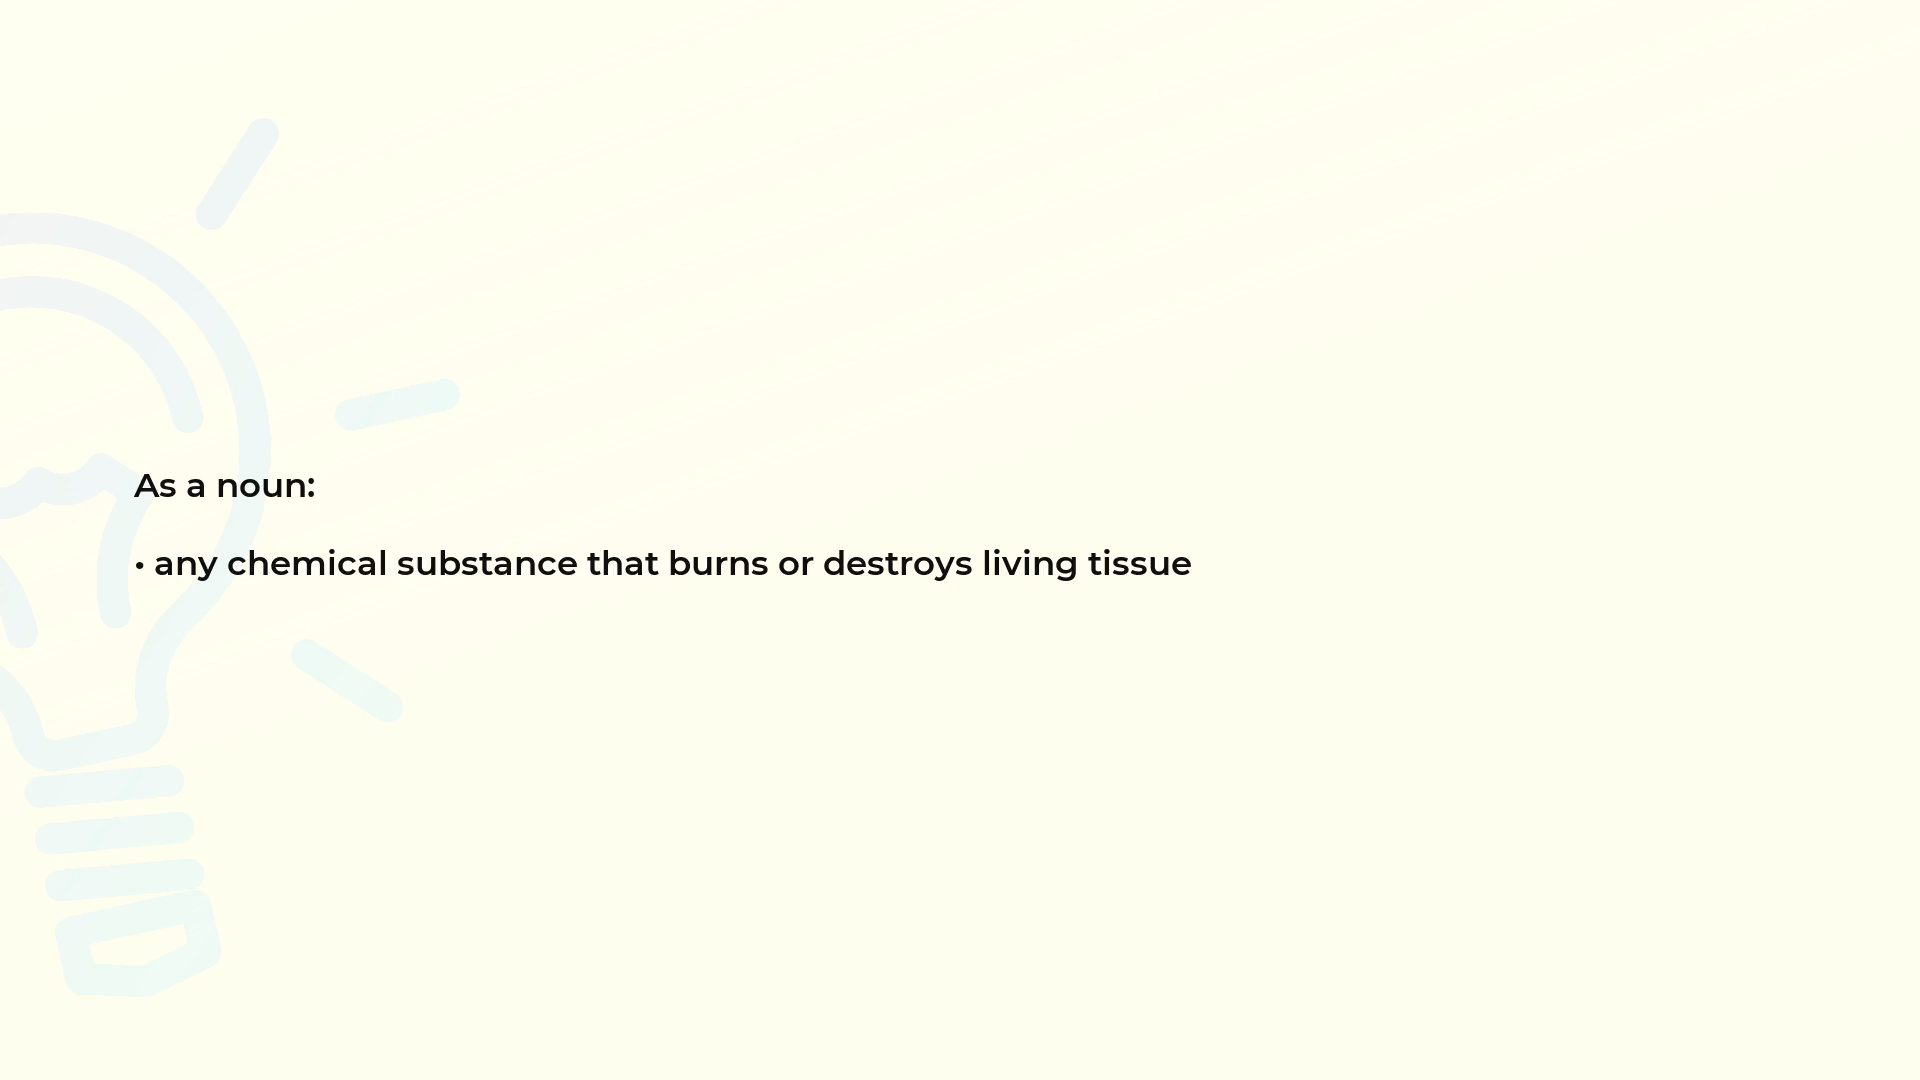 As a noun:
• any chemical substance that burns or destroys living tissue